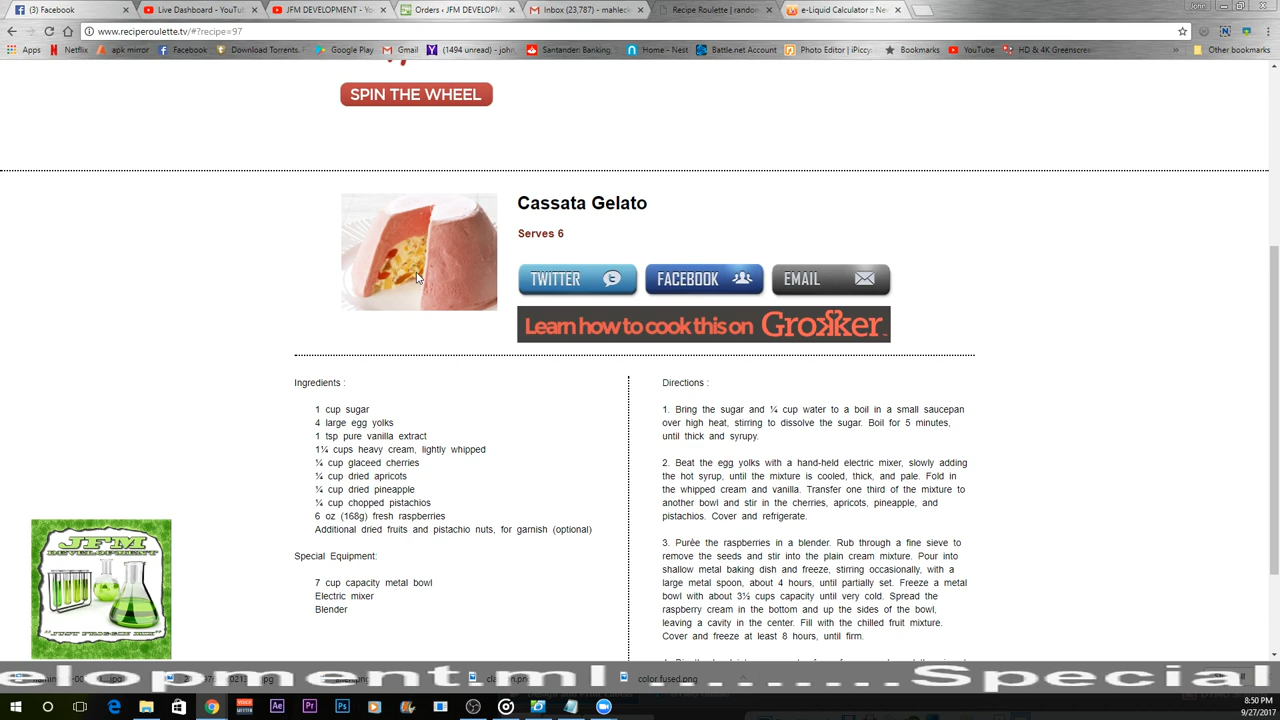 (3) Facebook
Live Dashboard - YouTu
JFM DEVELOPMENT - Yo
Orders ‹ JFM DEVELOPM
Inbox (23,787) - mahleck
Recipe Roulette | random
e-Liquid Calculator :: Ne
John
www.reciperoulette.tv/#?recipe=97
Apps
Netflix
apk mirror
Facebook
Download Torrents.
Google Play
Gmail
(1494 unread) - john
Santander: Banking,
Home - Nest
Battle.net Account
Photo Editor | iPiccy
Bookmarks
YouTube
HD & 4K Greenscree
Other bookmarks
SPIN THE WHEEL
Cassata Gelato
Serves 6
TWITTER
FACEBOOK
EMAIL
Learn how to cook this on Grokker
Ingredients :
1 cup sugar
4 large egg yolks
1 tsp pure vanilla extract
1¼ cups heavy cream, lightly whipped
¼ cup glaceed cherries
¼ cup dried apricots
¼ cup dried pineapple
¼ cup chopped pistachios
6 oz (168g) fresh raspberries
Additional dried fruits and pistachio nuts, for garnish (optional)
Special Equipment:
7 cup capacity metal bowl
Electric mixer
Blender
Directions :
1. Bring the sugar and ¼ cup water to a boil in a small saucepan
over high heat, stirring to dissolve the sugar. Boil for 5 minutes,
until thick and syrupy.
2. Beat the egg yolks with a hand-held electric mixer, slowly adding
the hot syrup, until the mixture is cooled, thick, and pale. Fold in
the whipped cream and vanilla. Transfer one third of the mixture to
another bowl and stir in the cherries, apricots, pineapple, and
pistachios. Cover and refrigerate.
3. Purée the raspberries in a blender. Rub through a fine sieve to
remove the seeds and stir into the plain cream mixture. Pour into
shallow metal baking dish and freeze, stirring occasionally, with a
large metal spoon, about 4 hours, until partially set. Freeze a metal
bowl with about 3½ cups capacity until very cold. Spread the
raspberry cream in the bottom and up the sides of the bowl,
leaving a cavity in the center. Fill with the chilled fruit mixture.
Cover and freeze at least 8 hours, until firm.
JFM
DEVELOPMENT
elopment.ml ........Special
color fused.png
8:50 PM
9/27/2017